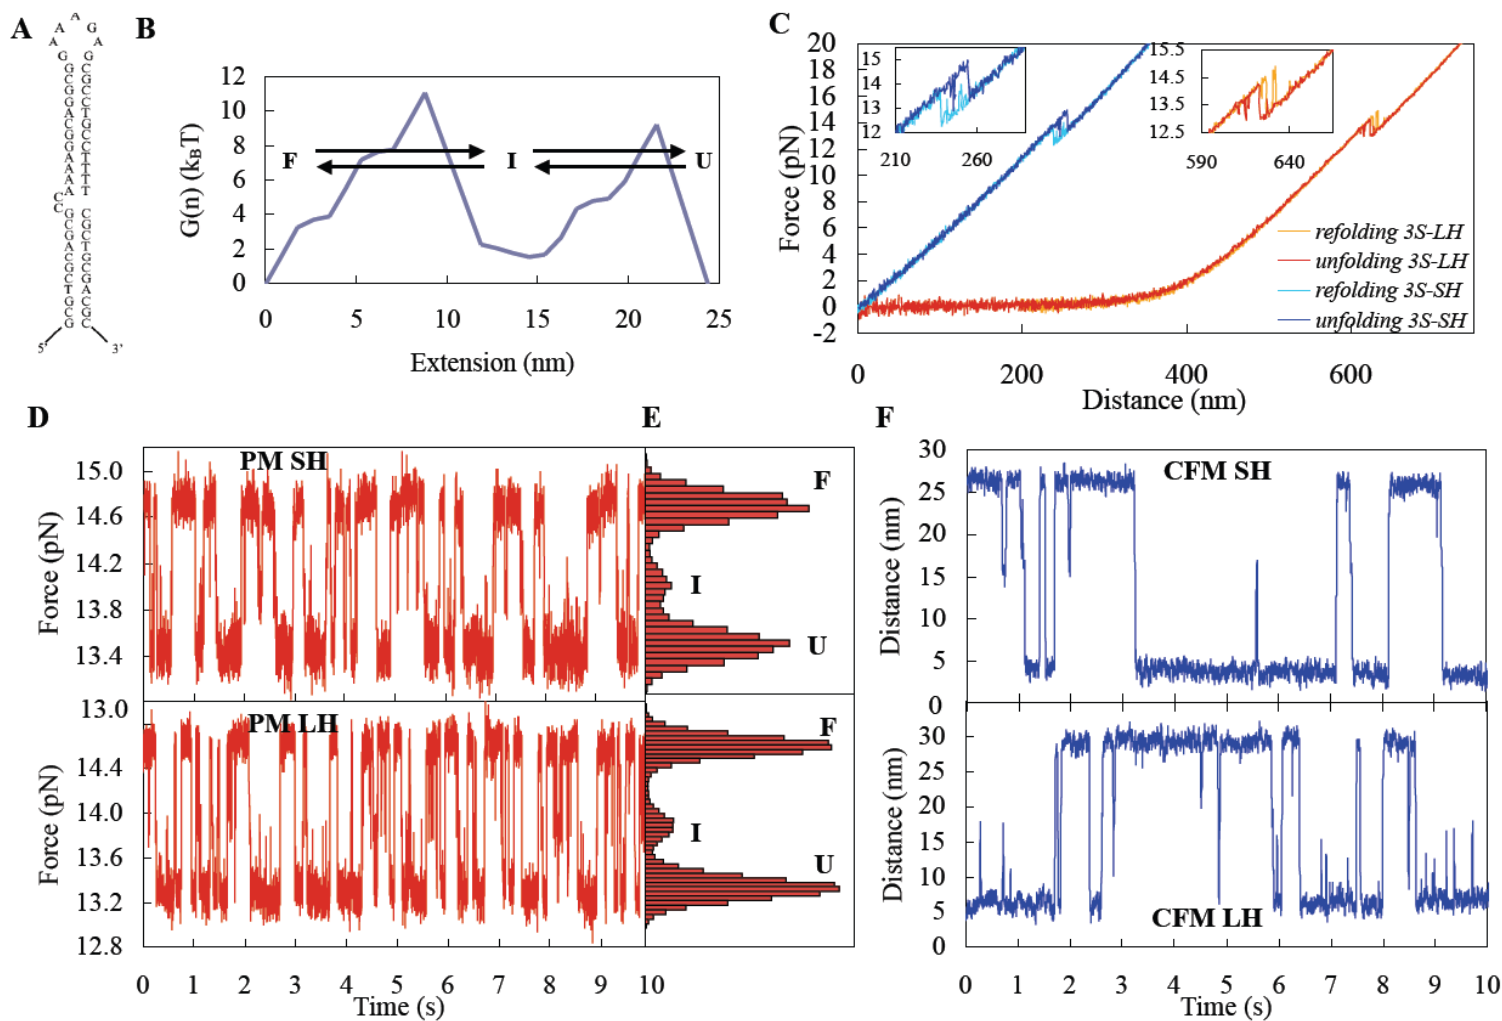 A
B
C
A
A
A
G
A
G
G
5'
3'
CC
G(n) (kBT)
12
10
8
6
4
2
0
F
I
U
0
5
10
15
20
25
Extension (nm)
Force (pN)
20
18
16
14
12
10
8
6
4
2
0
-2
15
14
13
12
210
260
15.5
14.5
13.5
12.5
590
640
refolding 3S-LH
unfolding 3S-LH
refolding 3S-SH
unfolding 3S-SH
0
200
400
600
Distance (nm)
D
E
F
PM SH
Force (pN)
15.0
14.6
14.2
13.8
13.4
F
I
U
PM LH
Force (pN)
13.0
14.4
14.0
13.6
13.2
12.8
F
I
U
0 1 2 3 4 5 6 7 8 9 10
Time (s)
CFM SH
Distance (nm)
30
25
20
15
10
5
0
0
CFM LH
Distance (nm)
30
25
20
15
10
5
0
0 1 2 3 4 5 6 7 8 9 10
Time (s)